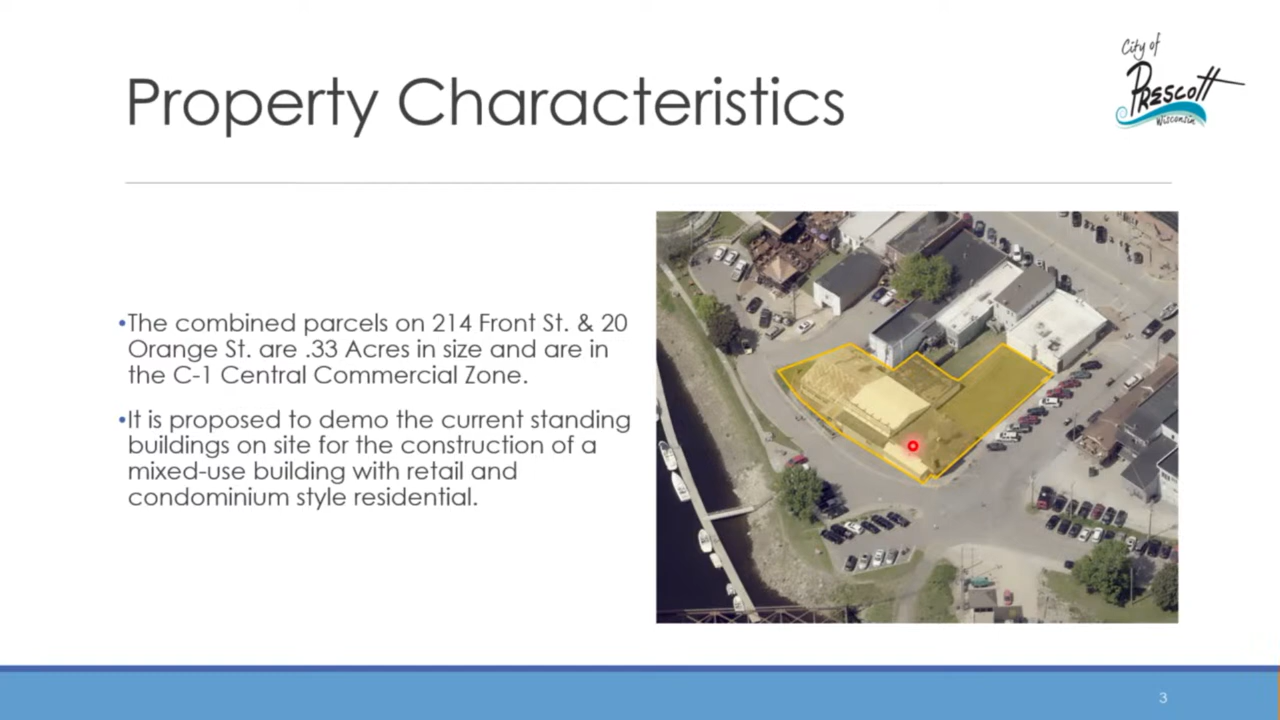 City of
Prescott
Wisconsin
Property Characteristics
•The combined parcels on 214 Front St. & 20
Orange St. are .33 Acres in size and are in
the C-1 Central Commercial Zone.
•It is proposed to demo the current standing
buildings on site for the construction of a
mixed-use building with retail and
condominium style residential.
3